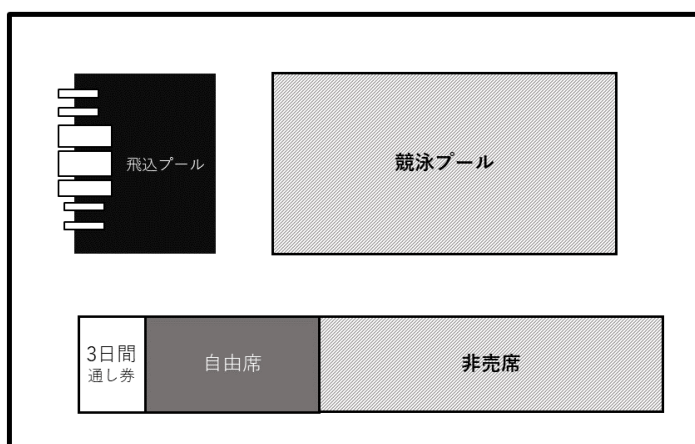 飛込プール
競泳プール
3日間
通し券
自由席
非売席